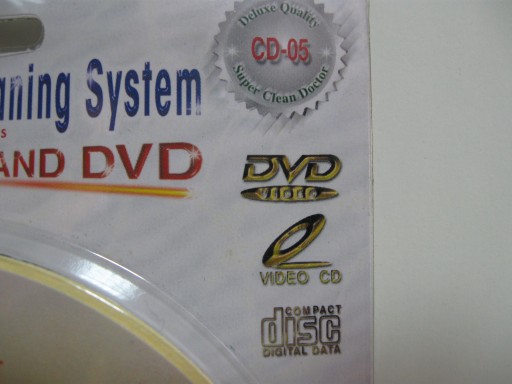 Deluxe Quality
CD-05
Super Clean Doctor
aning System
s
AND DVD
DVD
VIDEO
VIDEO CD
COMPACT
disc
DIGITAL DATA